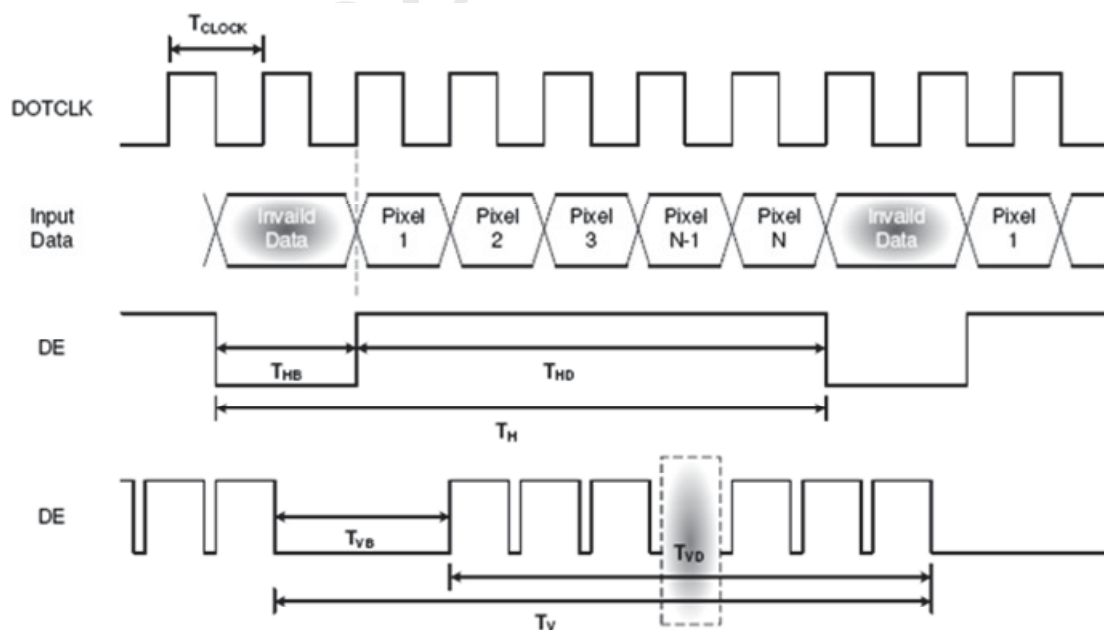 TCLOCK
DOTCLK
Input
Data
Invaild
Data
Pixel
1
Pixel
2
Pixel
3
Pixel
N-1
Pixel
N
Invaild
Data
Pixel
1
DE
THB
THD
TH
DE
TVB
TVD
TV